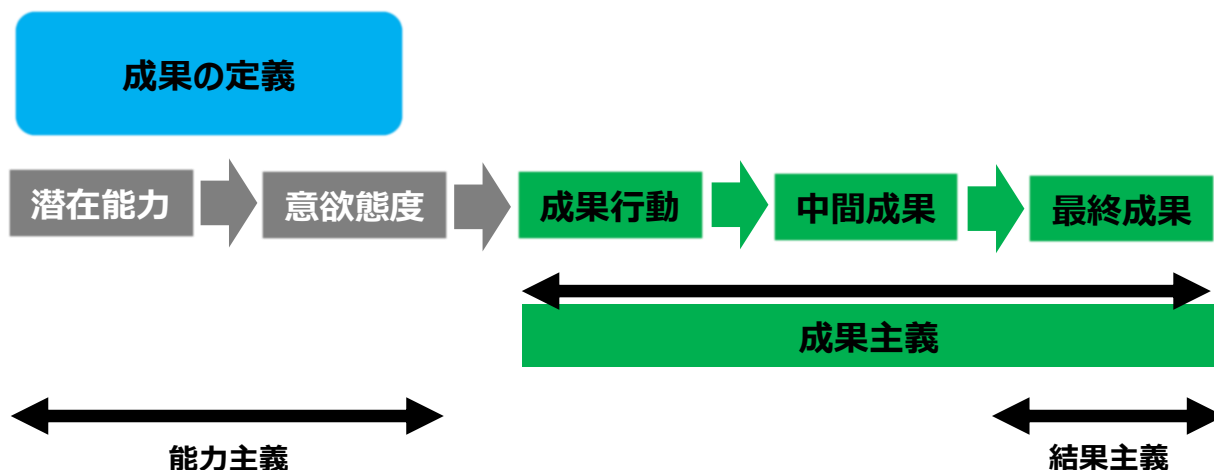 成果の定義
潜在能力
意欲態度
成果行動
中間成果
最終成果
成果主義
能力主義
結果主義